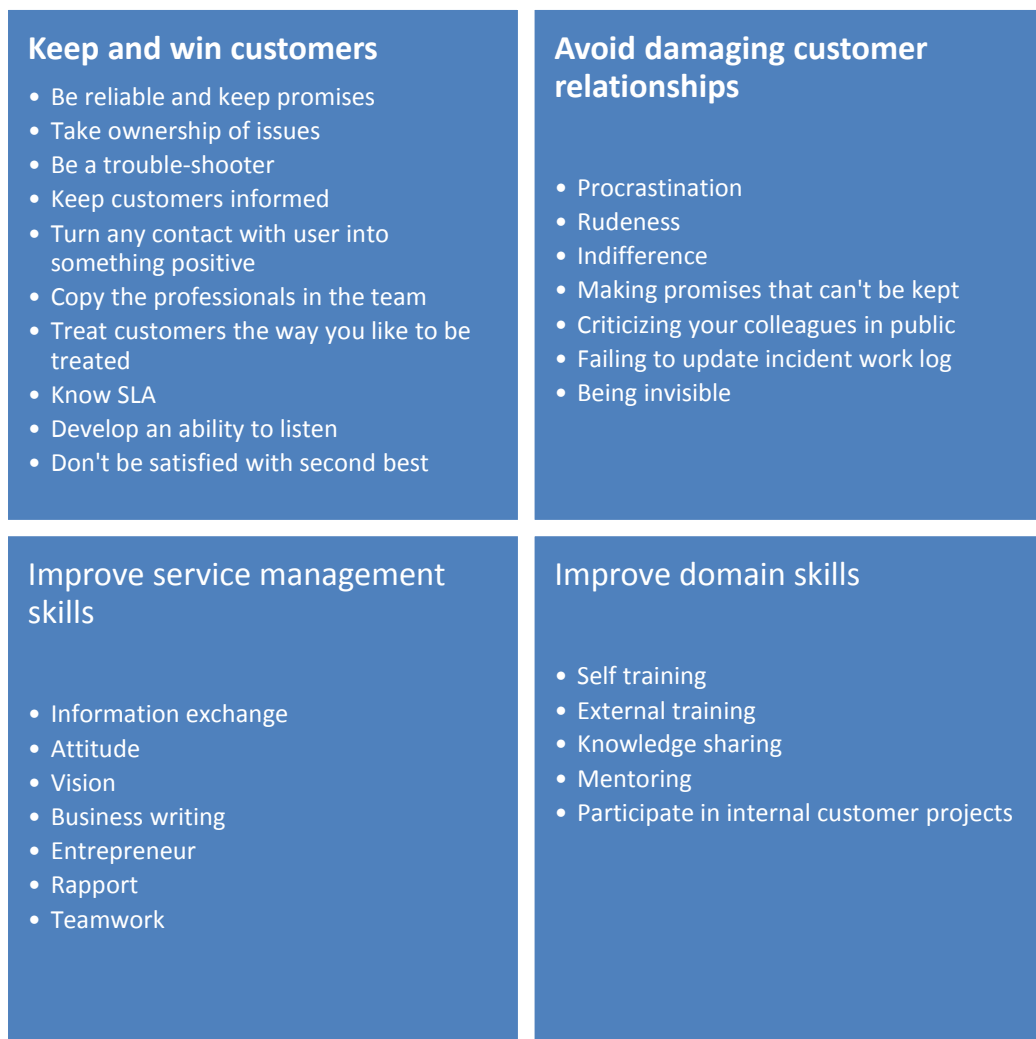 Keep and win customers
• Be reliable and keep promises
• Take ownership of issues
• Be a trouble-shooter
• Keep customers informed
• Turn any contact with user into
something positive
• Copy the professionals in the team
• Treat customers the way you like to be
treated
• Know SLA
• Develop an ability to listen
• Don't be satisfied with second best
Avoid damaging customer
relationships
• Procrastination
• Rudeness
• Indifference
• Making promises that can't be kept
• Criticizing your colleagues in public
• Failing to update incident work log
• Being invisible
Improve service management
skills
• Information exchange
• Attitude
• Vision
• Business writing
• Entrepreneur
• Rapport
• Teamwork
Improve domain skills
• Self training
• External training
• Knowledge sharing
• Mentoring
• Participate in internal customer projects